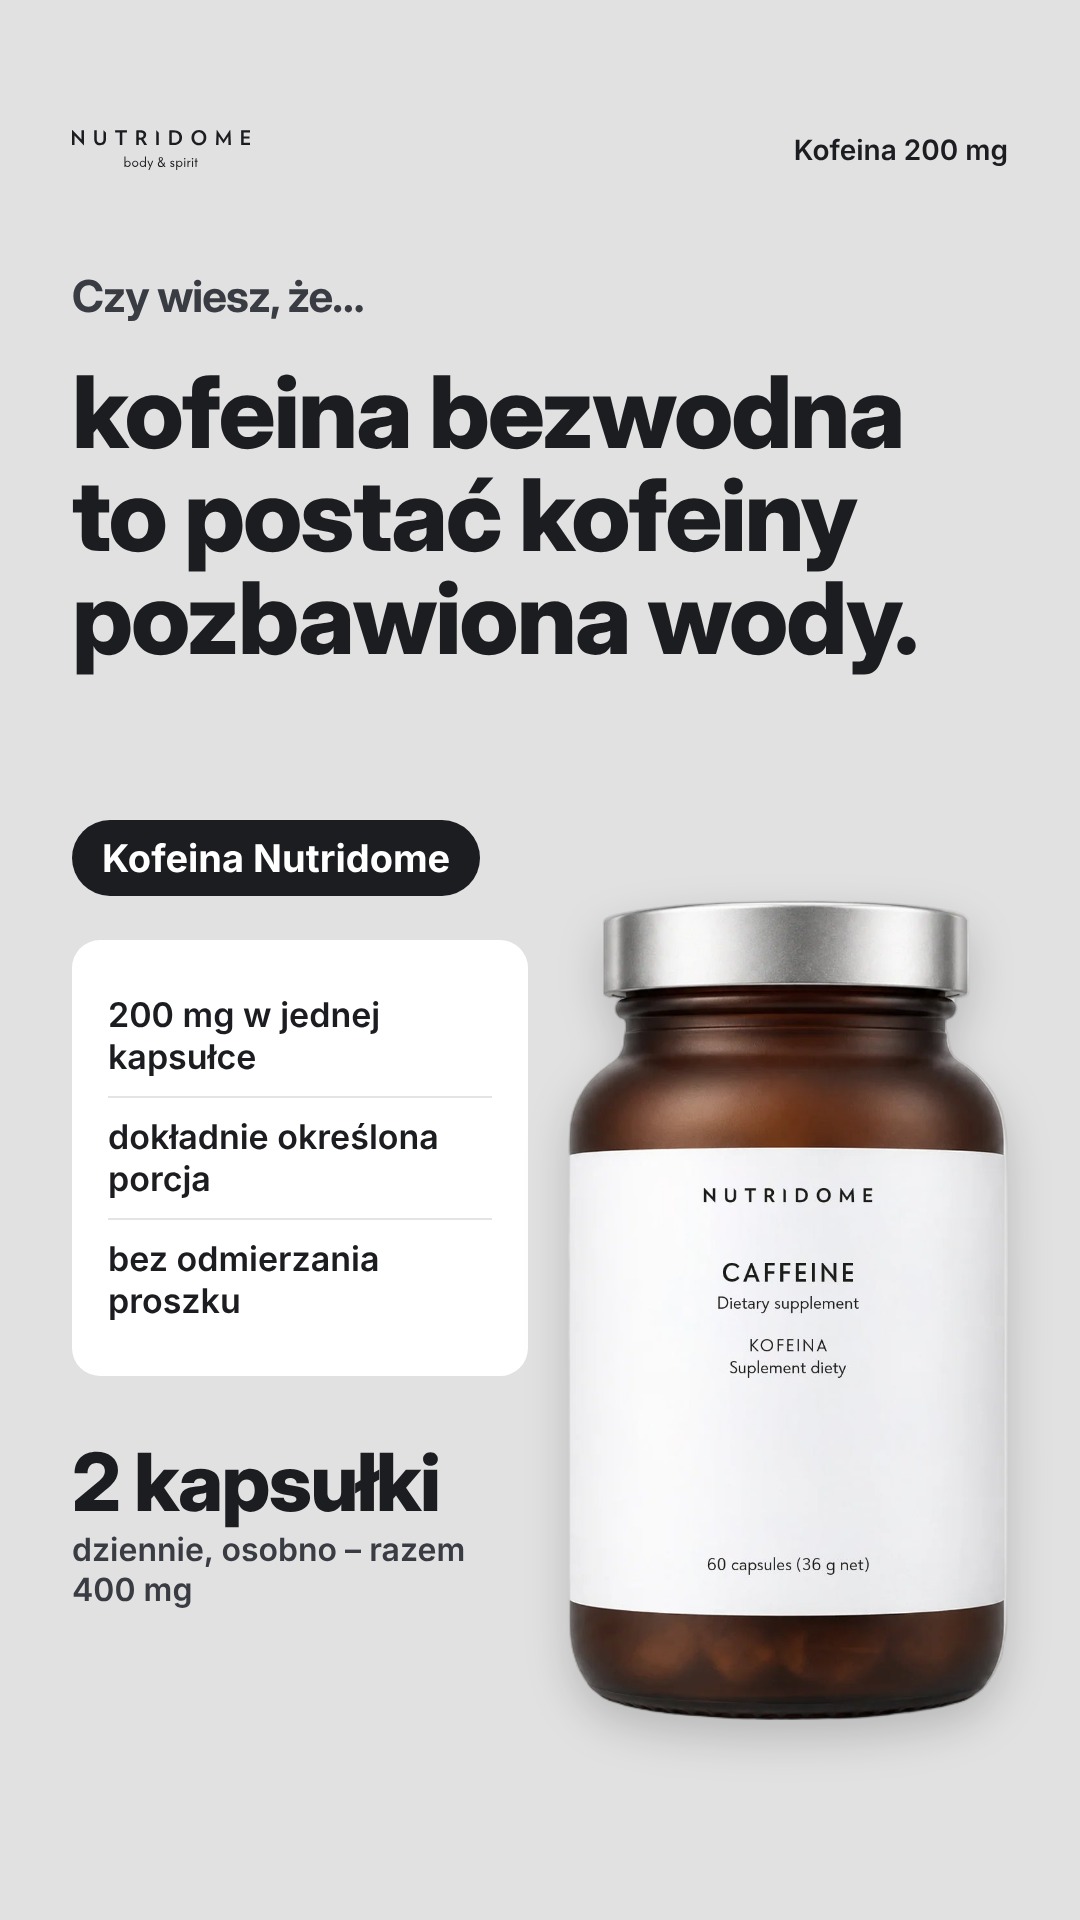 NUTRIDOME
body & spirit
Kofeina 200 mg
Czy wiesz, że...
kofeina bezwodna
to postać kofeiny
pozbawiona wody.
Kofeina Nutridome
200 mg w jednej
kapsułce
dokładnie określona
porcja
bez odmierzania
proszku
2 kapsułki
dziennie, osobno – razem
400 mg
NUTRIDOME
CAFFEINE
Dietary supplement
KOFEINA
Suplement diety
60 capsules (36 g net)